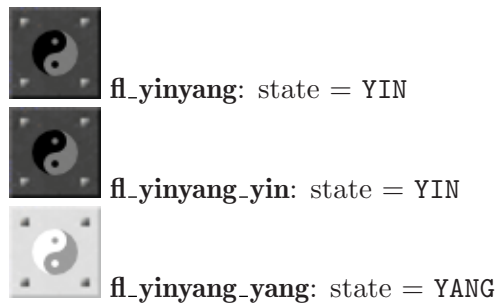 fl_yinyang: state = YIN
fl_yinyang_yin: state = YIN
fl_yinyang_yang: state = YANG